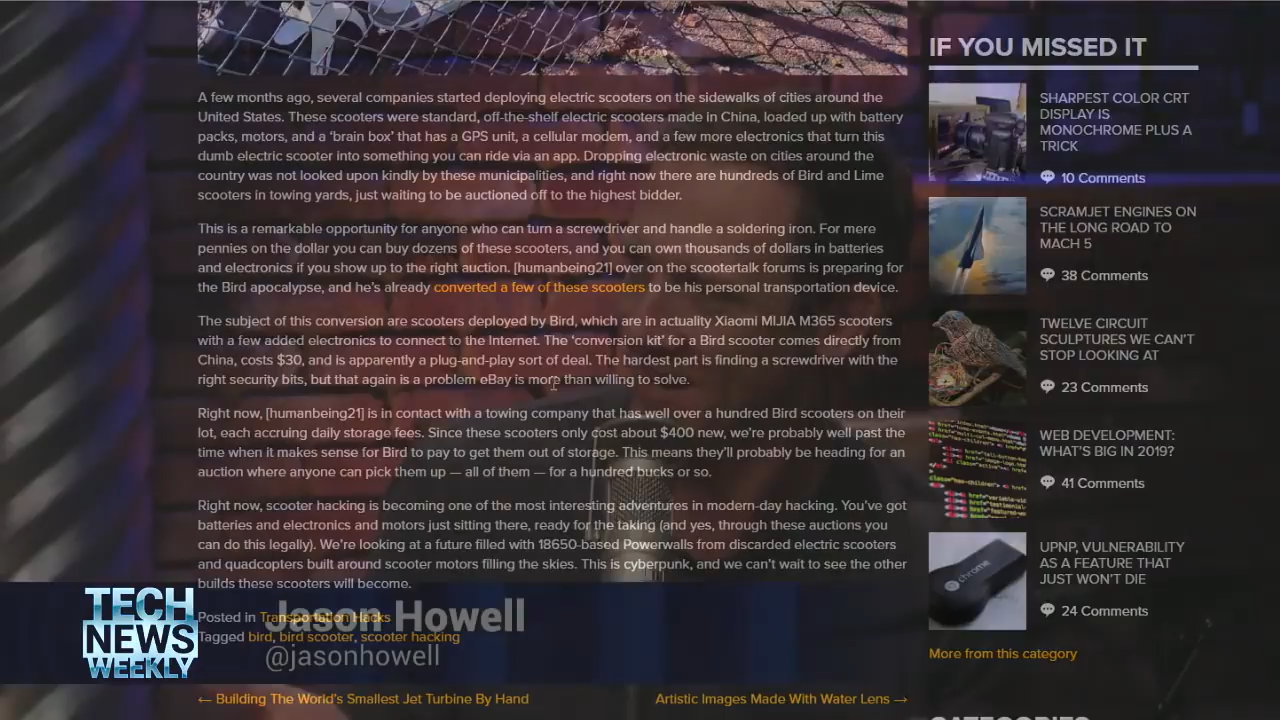 A few months ago, several companies started deploying electric scooters on the sidewalks of cities around the
United States. These scooters were standard, off-the-shelf electric scooters made in China, loaded up with battery
packs, motors, and a ‘brain box’ that has a GPS unit, a cellular modem, and a few more electronics that turn this
dumb electric scooter into something you can ride via an app. Dropping electronic waste on cities around the
country was not looked upon kindly by these municipalities, and right now there are hundreds of Bird and Lime
scooters in towing yards, just waiting to be auctioned off to the highest bidder.
This is a remarkable opportunity for anyone who can turn a screwdriver and handle a soldering iron. For mere
pennies on the dollar you can buy dozens of these scooters, and you can own thousands of dollars in batteries
and electronics if you show up to the right auction. [humanbeing21] over on the scootertalk forums is preparing for
the Bird apocalypse, and he’s already converted a few of these scooters to be his personal transportation device.
The subject of this conversion are scooters deployed by Bird, which are in actuality Xiaomi MIJIA M365 scooters
with a few added electronics to connect to the Internet. The ‘conversion kit’ for a Bird scooter comes directly from
China, costs $30, and is apparently a plug-and-play sort of deal. The hardest part is finding a screwdriver with the
right security bits, but that again is a problem eBay is more than willing to solve.
Right now, [humanbeing21] is in contact with a towing company that has well over a hundred Bird scooters on their
lot, each accruing daily storage fees. Since these scooters only cost about $400 new, we’re probably well past the
time when it makes sense for Bird to pay to get them out of storage. This means they’ll probably be heading for an
auction where anyone can pick them up — all of them — for a hundred bucks or so.
Right now, scooter hacking is becoming one of the most interesting adventures in modern-day hacking. You’ve got
batteries and electronics and motors just sitting there, ready for the taking (and yes, through these auctions you
can do this legally). We’re looking at a future filled with 18650-based Powerwalls from discarded electric scooters
and quadcopters built around scooter motors filling the skies. This is cyberpunk, and we can’t wait to see the other
builds these scooters will become.
Posted in Transportation Hacks
Tagged bird, bird scooter, scooter hacking
← Building The World’s Smallest Jet Turbine By Hand
Artistic Images Made With Water Lens →
TECH
NEWS
WEEKLY
Jason Howell
@jasonhowell
IF YOU MISSED IT
SHARPEST COLOR CRT
DISPLAY IS
MONOCHROME PLUS A
TRICK
10 Comments
SCRAMJET ENGINES ON
THE LONG ROAD TO
MACH 5
38 Comments
TWELVE CIRCUIT
SCULPTURES WE CAN’T
STOP LOOKING AT
23 Comments
WEB DEVELOPMENT:
WHAT’S BIG IN 2019?
41 Comments
chrome
UPNP, VULNERABILITY
AS A FEATURE THAT
JUST WON’T DIE
24 Comments
More from this category
CATEGORIES